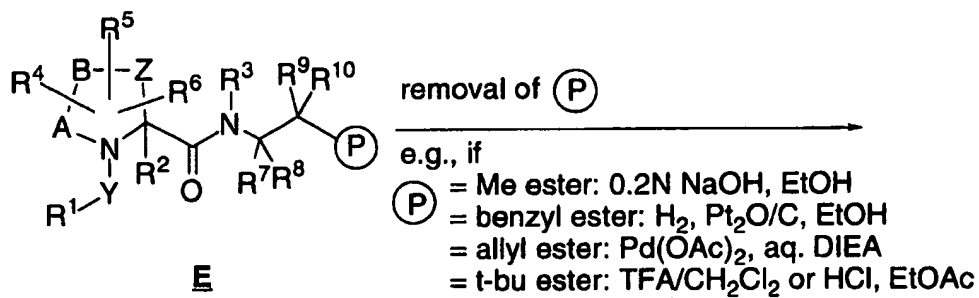 R⁵
R⁴ B Z R⁶ R³ R⁹ R¹⁰
A N N P
R² O R⁷ R⁸
R¹ Y
E
removal of P
e.g., if
P = Me ester: 0.2N NaOH, EtOH
= benzyl ester: H₂, Pt₂O/C, EtOH
= allyl ester: Pd(OAc)₂, aq. DIEA
= t-bu ester: TFA/CH₂Cl₂ or HCl, EtOAc